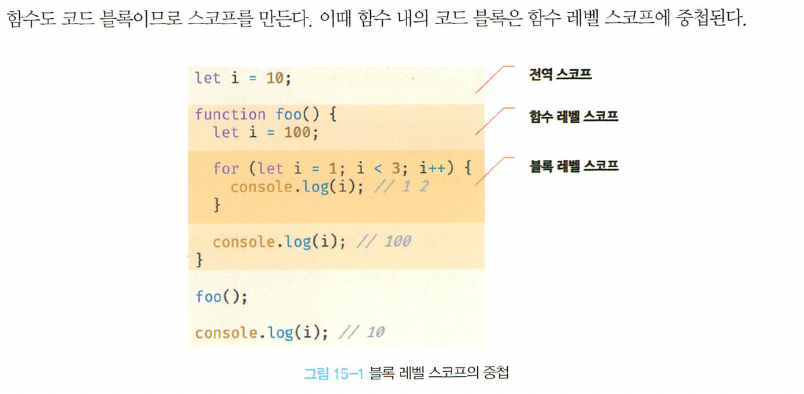 함수도 코드 블록이므로 스코프를 만든다. 이때 함수 내의 코드 블록은 함수 레벨 스코프에 중첩된다.
let i = 10;
전역 스코프
function foo() {
함수 레벨 스코프
  let i = 100;
  for (let i = 1; i < 3; i++) {
블록 레벨 스코프
    console.log(i); // 1 2
  }
  console.log(i); // 100
}
foo();
console.log(i); // 10
그림 15-1 블록 레벨 스코프의 중첩